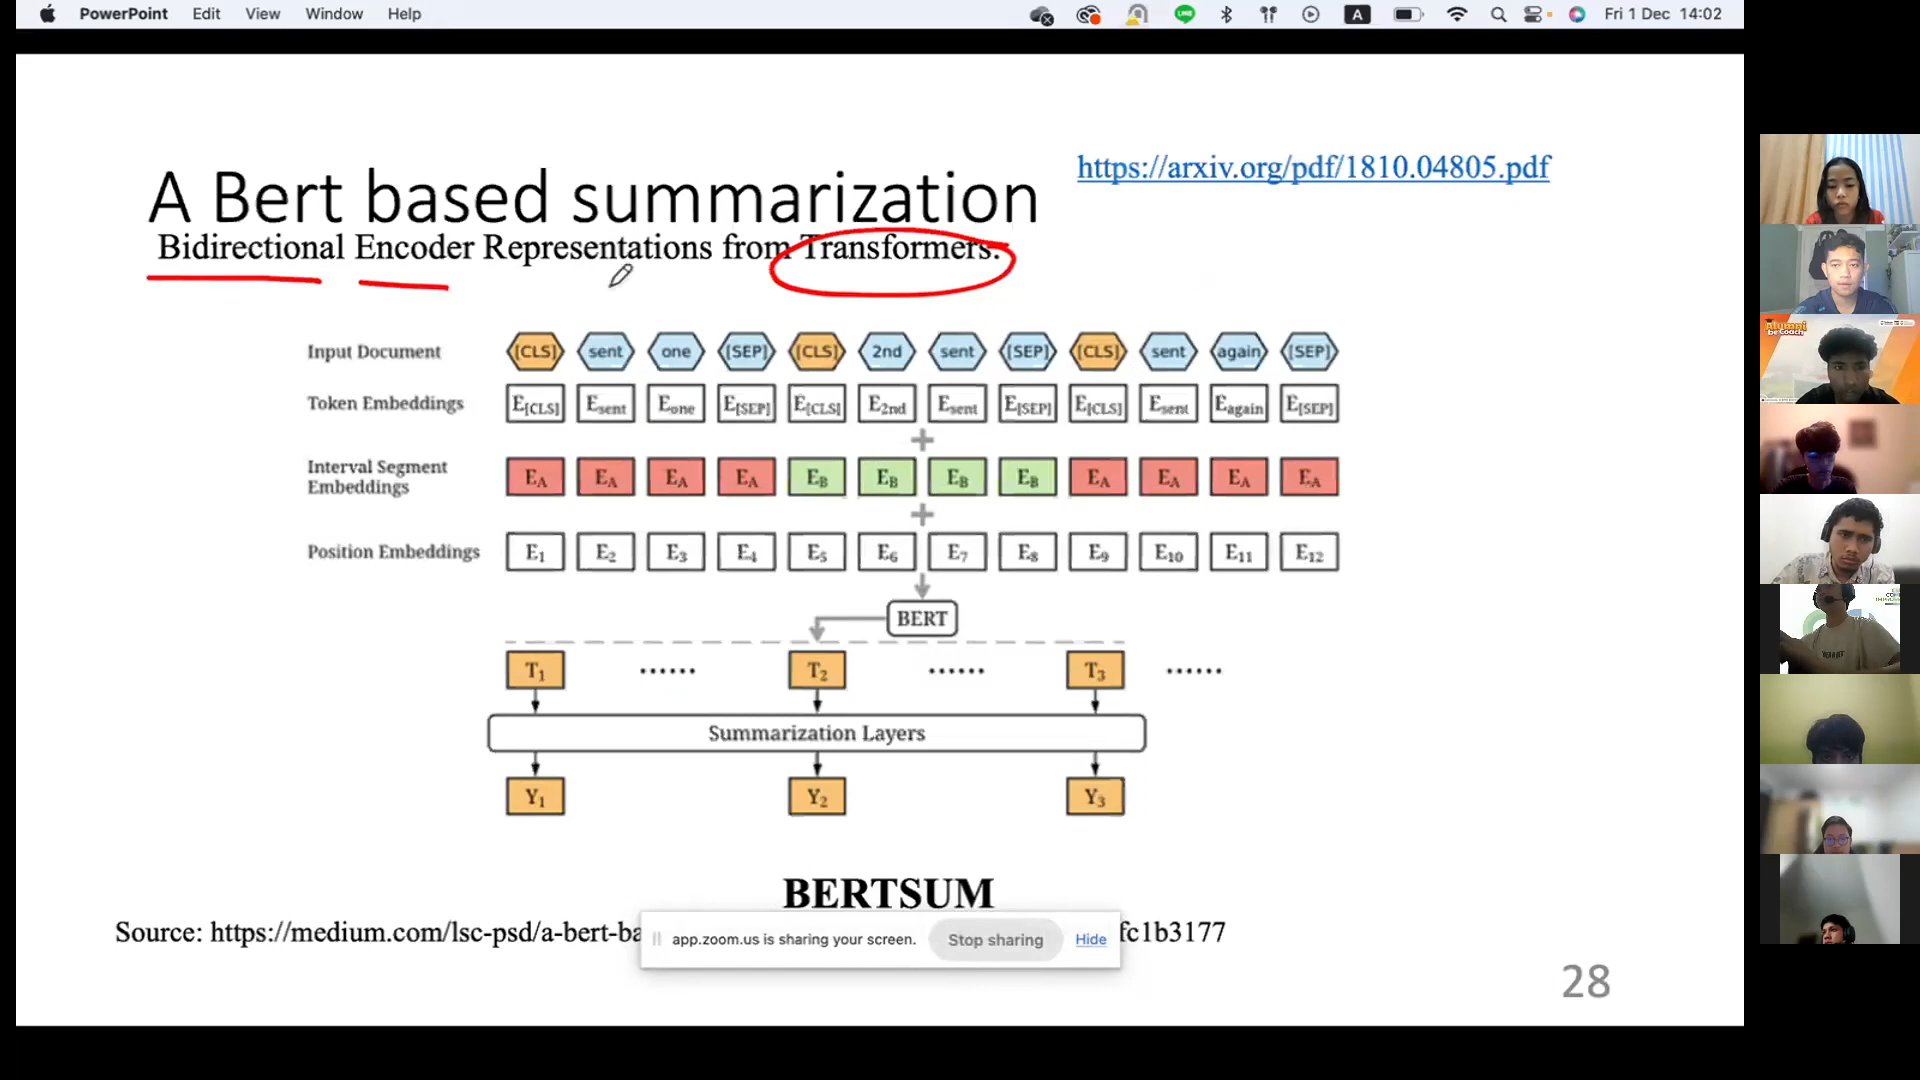 PowerPoint Edit View Window Help A Fri 1 Dec 14:02
https://arxiv.org/pdf/1810.04805.pdf
A Bert based summarization
Bidirectional Encoder Representations from Transformers.
Input Document [CLS] sent one [SEP] [CLS] 2nd sent [SEP] [CLS] sent again [SEP]
Token Embeddings E[CLS] Esent Eone E[SEP] E[CLS] E2nd Esent E[SEP] E[CLS] Esent Eagain E[SEP]
+
Interval Segment
Embeddings
EA EA EA EA EB EB EB EB EA EA EA EA
+
Position Embeddings E1 E2 E3 E4 E5 E6 E7 E8 E9 E10 E11 E12
BERT
T1 ...... T2 ...... T3 ......
Summarization Layers
Y1 Y2 Y3
BERTSUM
Source: https://medium.com/lsc-psd/a-bert-ba fc1b3177
app.zoom.us is sharing your screen. Stop sharing Hide
28
Alumni
be Coach